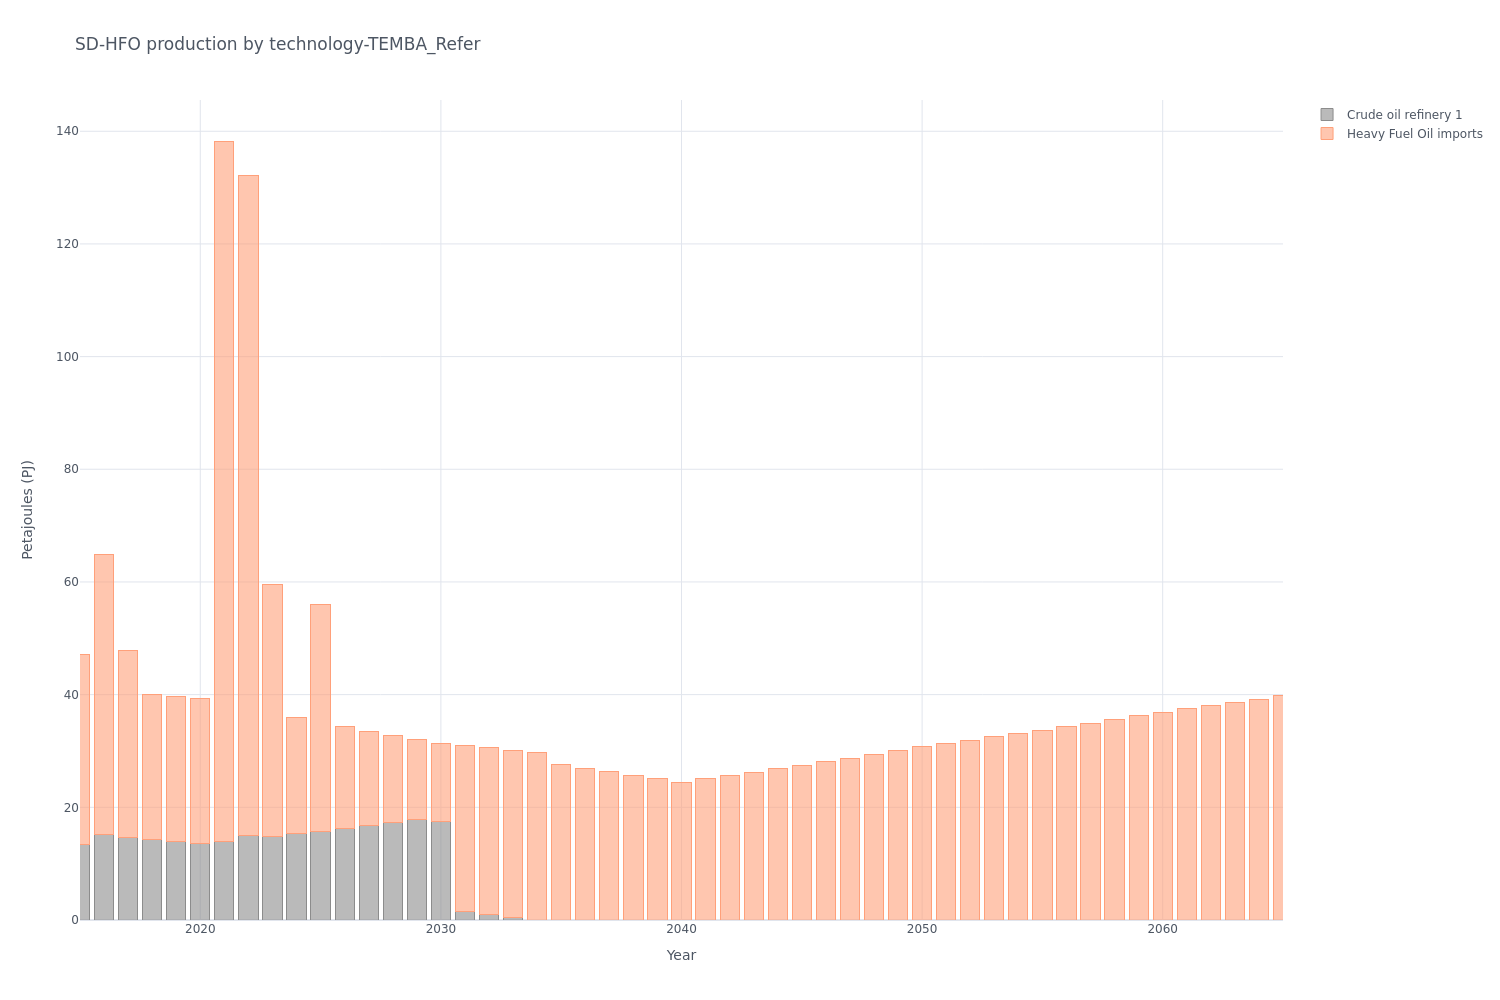 SD-HFO production by technology-TEMBA_Refer
Crude oil refinery 1
Heavy Fuel Oil imports
140
120
100
80
60
40
20
0
Petajoules (PJ)
2020
2030
2040
2050
2060
Year